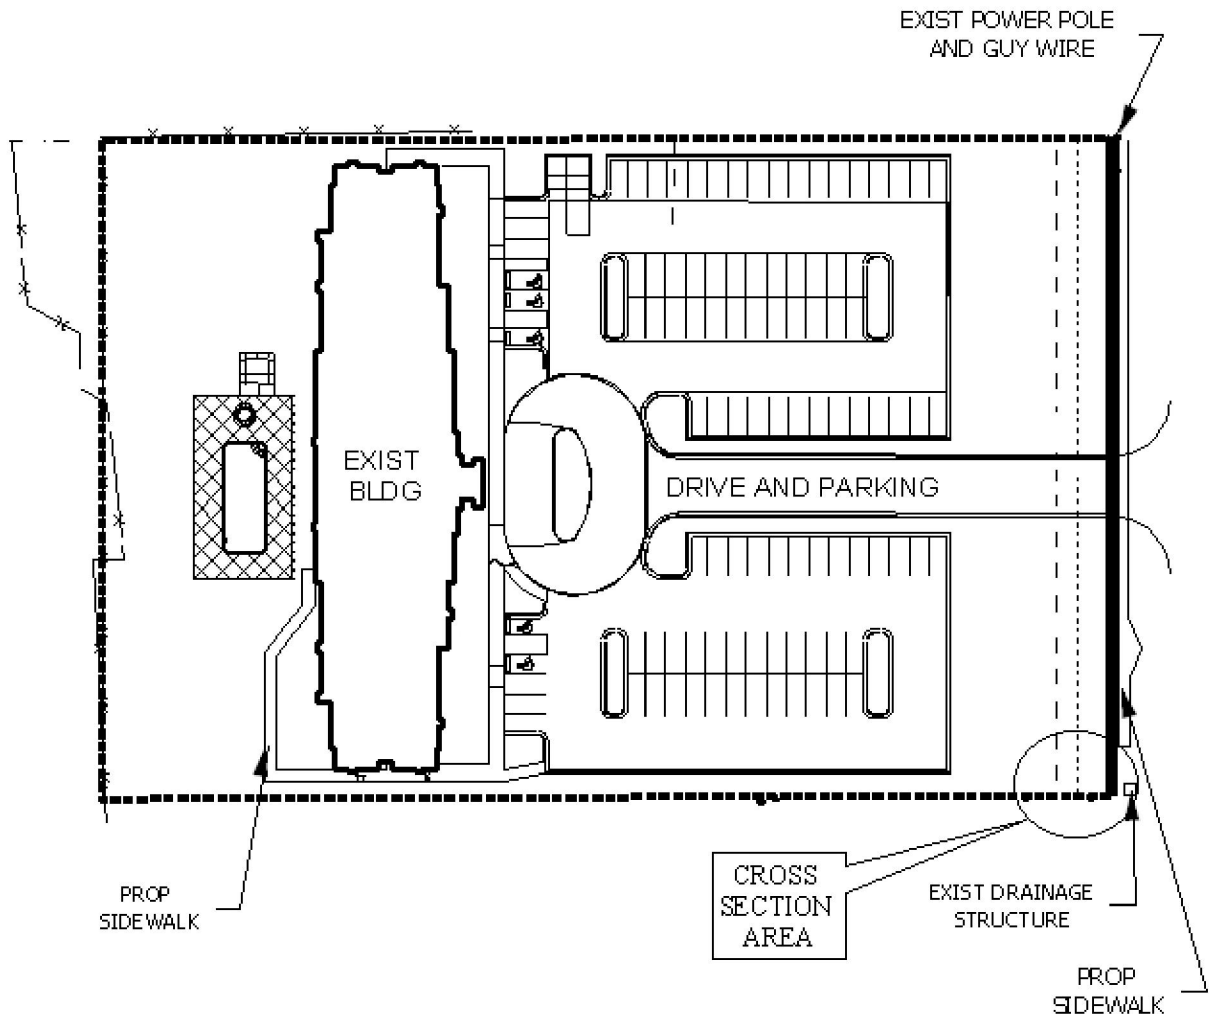 EXIST POWER POLE
AND GUY WIRE
EXIST
BLDG
DRIVE AND PARKING
PROP
SIDEWALK
CROSS
SECTION
AREA
EXIST DRAINAGE
STRUCTURE
PROP
SIDEWALK